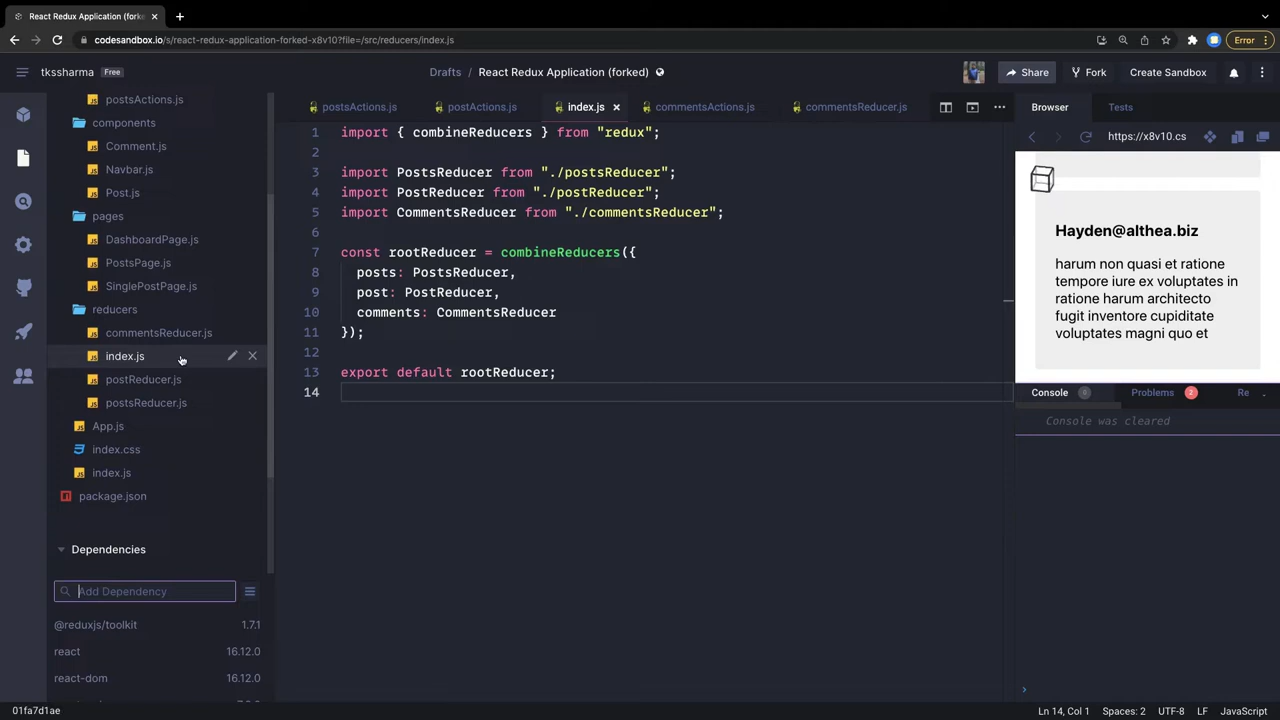 React Redux Application (forked
codesandbox.io/s/react-redux-application-forked-x8v10?file=/src/reducers/index.js
Error
tkssharma Free
Drafts / React Redux Application (forked)
Share Fork Create Sandbox
postsActions.js
components
Comment.js
Navbar.js
Post.js
pages
DashboardPage.js
PostsPage.js
SinglePostPage.js
reducers
commentsReducer.js
index.js
postReducer.js
postsReducer.js
App.js
index.css
index.js
package.json
Dependencies
Add Dependency
@reduxjs/toolkit 1.7.1
react 16.12.0
react-dom 16.12.0
postsActions.js postActions.js index.js commentsActions.js commentsReducer.js
1 import { combineReducers } from "redux";
2
3 import PostsReducer from "./postsReducer";
4 import PostReducer from "./postReducer";
5 import CommentsReducer from "./commentsReducer";
6
7 const rootReducer = combineReducers({
8 posts: PostsReducer,
9 post: PostReducer,
10 comments: CommentsReducer
11 });
12
13 export default rootReducer;
14
Browser Tests
https://x8v10.cs
Hayden@althea.biz
harum non quasi et ratione
tempore iure ex voluptates in
ratione harum architecto
fugit inventore cupiditate
voluptates magni quo et
Console 0 Problems 2 Re
Console was cleared
01fa7d1ae
Ln 14, Col 1 Spaces: 2 UTF-8 LF JavaScript